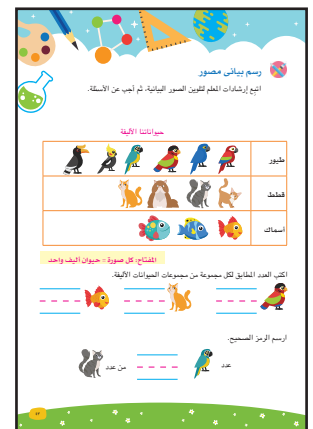 رسم بياني مصور
اتبِع إرشادات المعلم لتلوين الصور البيانية. ثم أجب عن الأسئلة.
حيواناتنا الأليفة
طيور
قطط
أسماك
المفتاح: كل صورة = حيوان أليف واحد
اكتب العدد المطابق لكل مجموعة من مجموعات الحيوانات الأليفة.
ارسم الرمز الصحيح.
عدد
من عدد